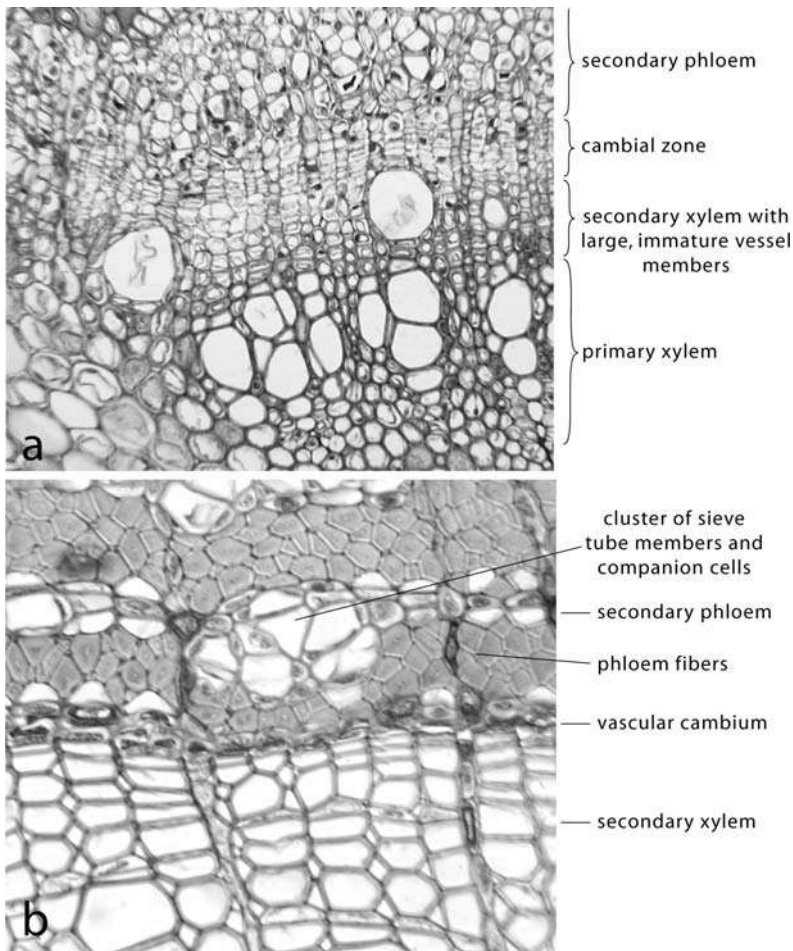 secondary phloem
cambial zone
secondary xylem with
large, immature vessel
members
primary xylem
a
cluster of sieve
tube members and
companion cells
secondary phloem
phloem fibers
vascular cambium
secondary xylem
b